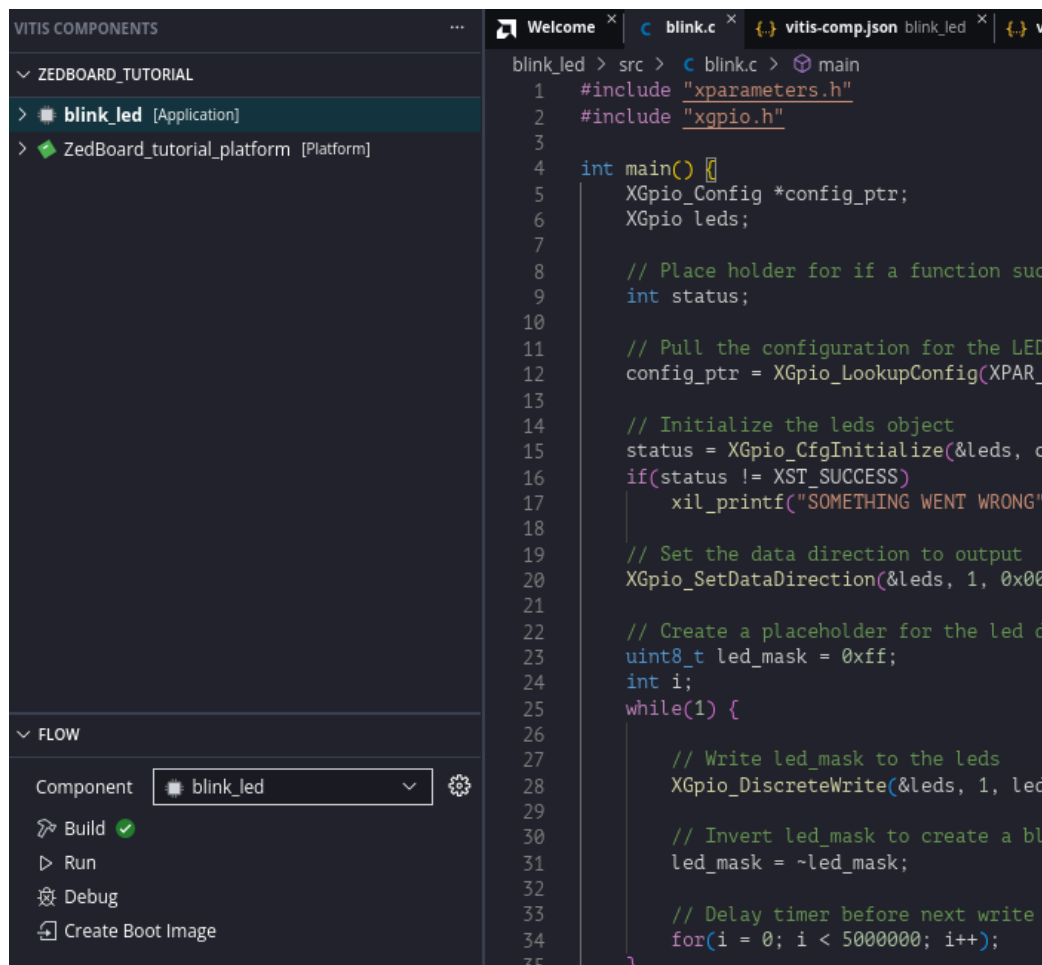 VITIS COMPONENTS ...
ZEDBOARD_TUTORIAL
blink_led [Application]
ZedBoard_tutorial_platform [Platform]
FLOW
Component blink_led
Build
Run
Debug
Create Boot Image
Welcome × C blink.c × {..} vitis-comp.json blink_led × {..}
blink_led > src > C blink.c > main
1 #include "xparameters.h"
2 #include "xgpio.h"
3
4 int main() {
5 XGpio_Config *config_ptr;
6 XGpio leds;
7
8 // Place holder for if a function suc
9 int status;
10
11 // Pull the configuration for the LED
12 config_ptr = XGpio_LookupConfig(XPAR_
13
14 // Initialize the leds object
15 status = XGpio_CfgInitialize(&leds, c
16 if(status != XST_SUCCESS)
17 xil_printf("SOMETHING WENT WRONG"
18
19 // Set the data direction to output
20 XGpio_SetDataDirection(&leds, 1, 0x00
21
22 // Create a placeholder for the led
23 uint8_t led_mask = 0xff;
24 int i;
25 while(1) {
26
27 // Write led_mask to the leds
28 XGpio_DiscreteWrite(&leds, 1, led
29
30 // Invert led_mask to create a bl
31 led_mask = ~led_mask;
32
33 // Delay timer before next write
34 for(i = 0; i < 5000000; i++);
35 }